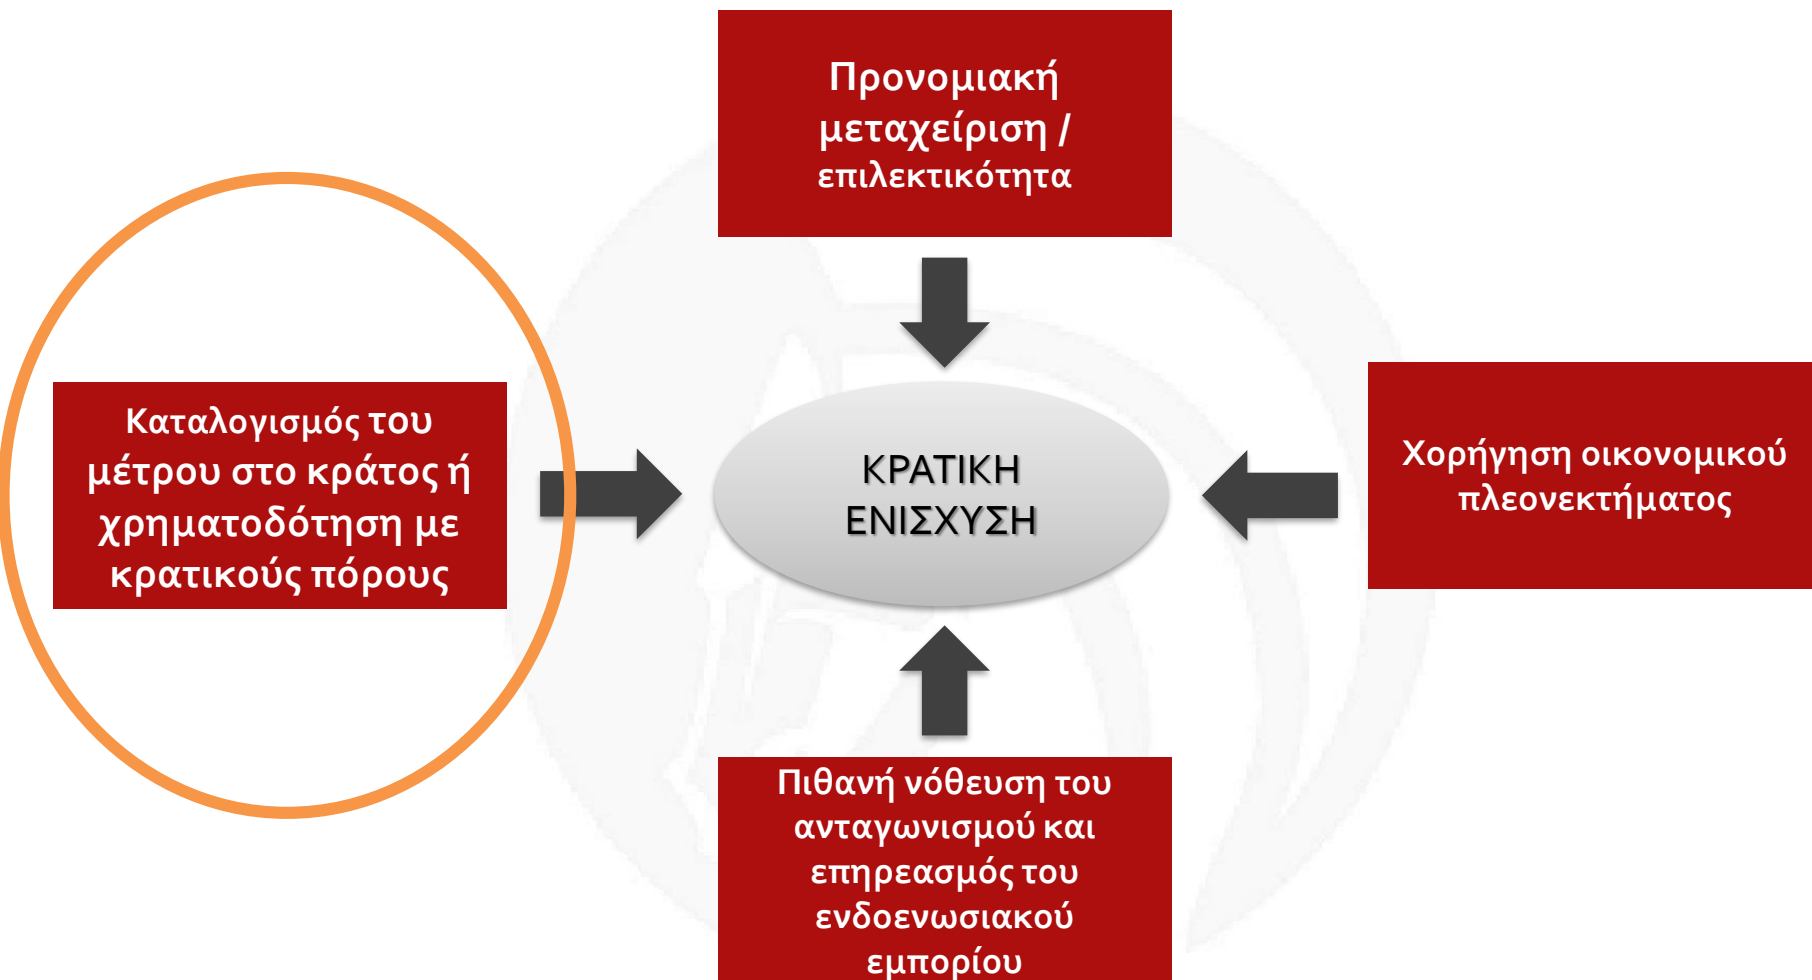 Προνομιακή
μεταχείριση /
επιλεκτικότητα
Καταλογισμός του
μέτρου στο κράτος ή
χρηματοδότηση με
κρατικούς πόρους
ΚΡΑΤΙΚΗ
ΕΝΙΣΧΥΣΗ
Χορήγηση οικονομικού
πλεονεκτήματος
Πιθανή νόθευση του
ανταγωνισμού και
επηρεασμός του
ενδοενωσιακού
εμπορίου